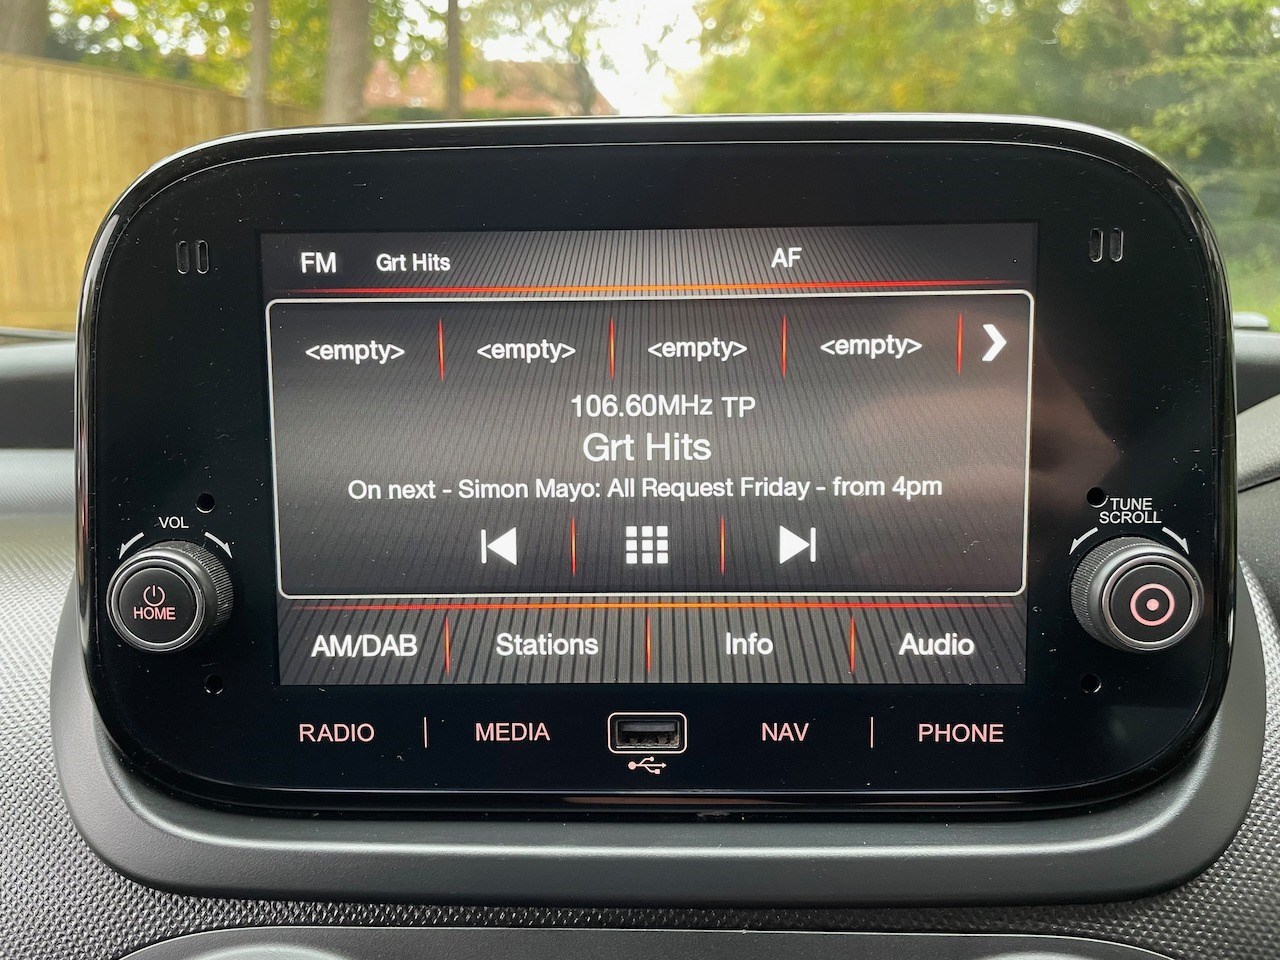 FM Grt Hits AF
<empty> <empty> <empty> <empty>
106.60MHz TP
Grt Hits
On next - Simon Mayo: All Request Friday - from 4pm
VOL
TUNE
SCROLL
HOME
AM/DAB Stations Info Audio
RADIO MEDIA NAV PHONE